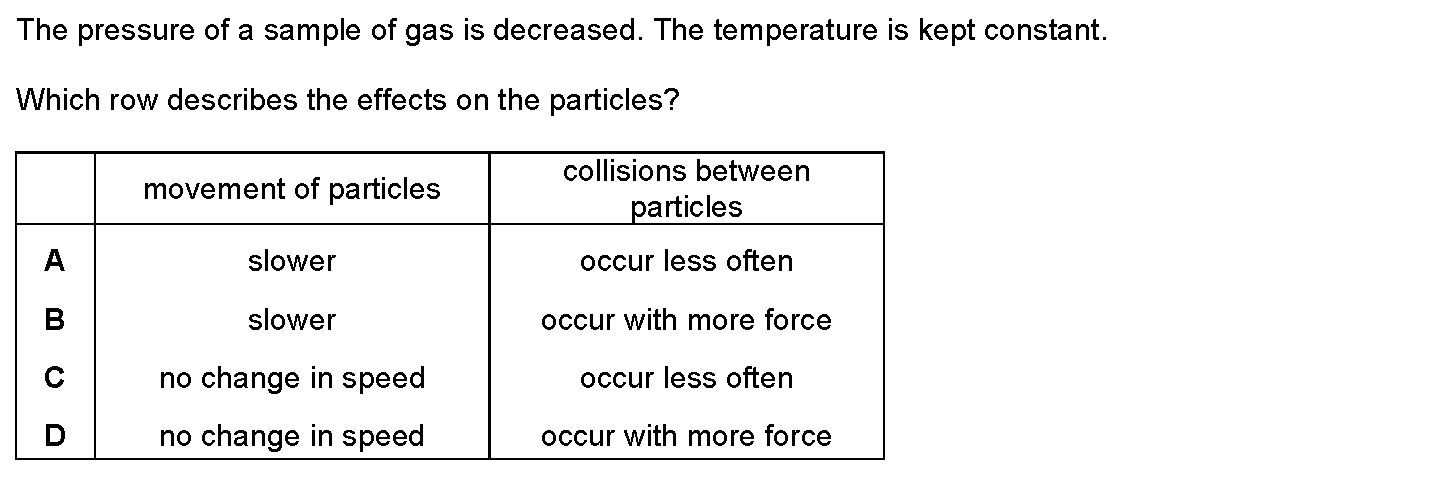 The pressure of a sample of gas is decreased. The temperature is kept constant.
Which row describes the effects on the particles?
movement of particles
collisions between
particles
A slower occur less often
B slower occur with more force
C no change in speed occur less often
D no change in speed occur with more force